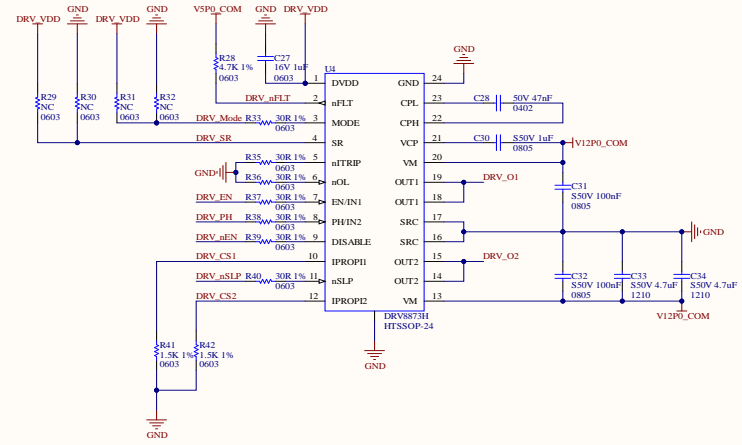 GND V5P0_COM GND DRV_VDD
DRV_VDD GND DRV_VDD GND
R28
4.7K 1%
0603
C27
16V 1uF
0603
U4
R29
NC
0603
R30
NC
0603
R31
NC
0603
R32
NC
0603
1 DVDD GND 24 GND
DRV_nFLT 2 nFLT CPL 23 C28 50V 47nF
0402
DRV_Mode R33 30R 1% 3 MODE CPH 22
0603
DRV_SR 4 SR VCP 21 C30 S50V 1uF V12P0_COM
0805
R35 30R 1% 5 nITRIP VM 20
0603
GND
R36 30R 1% 6 nOL OUT1 19 DRV_O1
0603
C31
S50V 100nF
0805
DRV_EN R37 30R 1% 7 EN/IN1 OUT1 18
0603
DRV_PH R38 30R 1% 8 PH/IN2 SRC 17 GND
0603
DRV_nEN R39 30R 1% 9 DISABLE SRC 16
0603
DRV_CS1 10 IPROPI1 OUT2 15 DRV_O2
DRV_nSLP R40 30R 1% 11 nSLP OUT2 14
0603
C32
S50V 100nF
0805
C33
S50V 4.7uF
1210
C34
S50V 4.7uF
1210
DRV_CS2 12 IPROPI2 VM 13
V12P0_COM
DRV8873H
HTSSOP-24
R41
1.5K 1%
0603
R42
1.5K 1%
0603
GND
GND